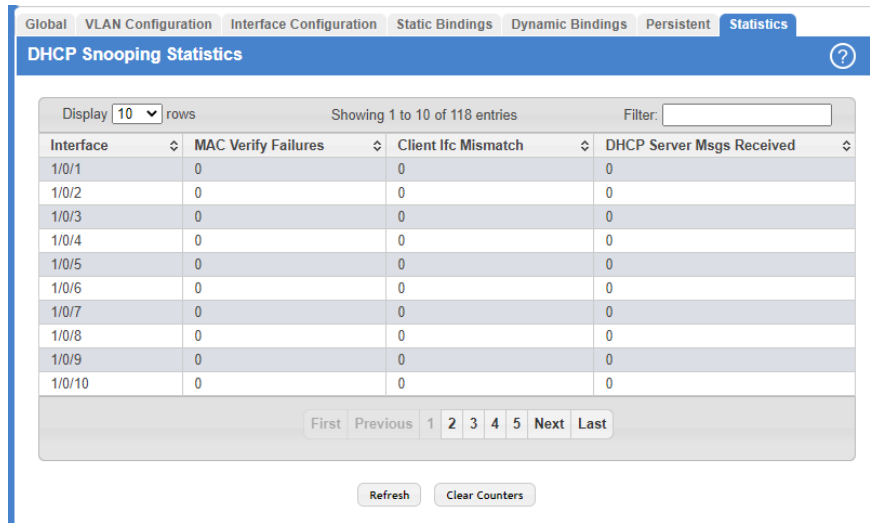 Global VLAN Configuration Interface Configuration Static Bindings Dynamic Bindings Persistent Statistics
DHCP Snooping Statistics ?
Display 10 rows Showing 1 to 10 of 118 entries Filter:
Interface MAC Verify Failures Client Ifc Mismatch DHCP Server Msgs Received
1/0/1 0 0 0
1/0/2 0 0 0
1/0/3 0 0 0
1/0/4 0 0 0
1/0/5 0 0 0
1/0/6 0 0 0
1/0/7 0 0 0
1/0/8 0 0 0
1/0/9 0 0 0
1/0/10 0 0 0
First Previous 1 2 3 4 5 Next Last
Refresh Clear Counters